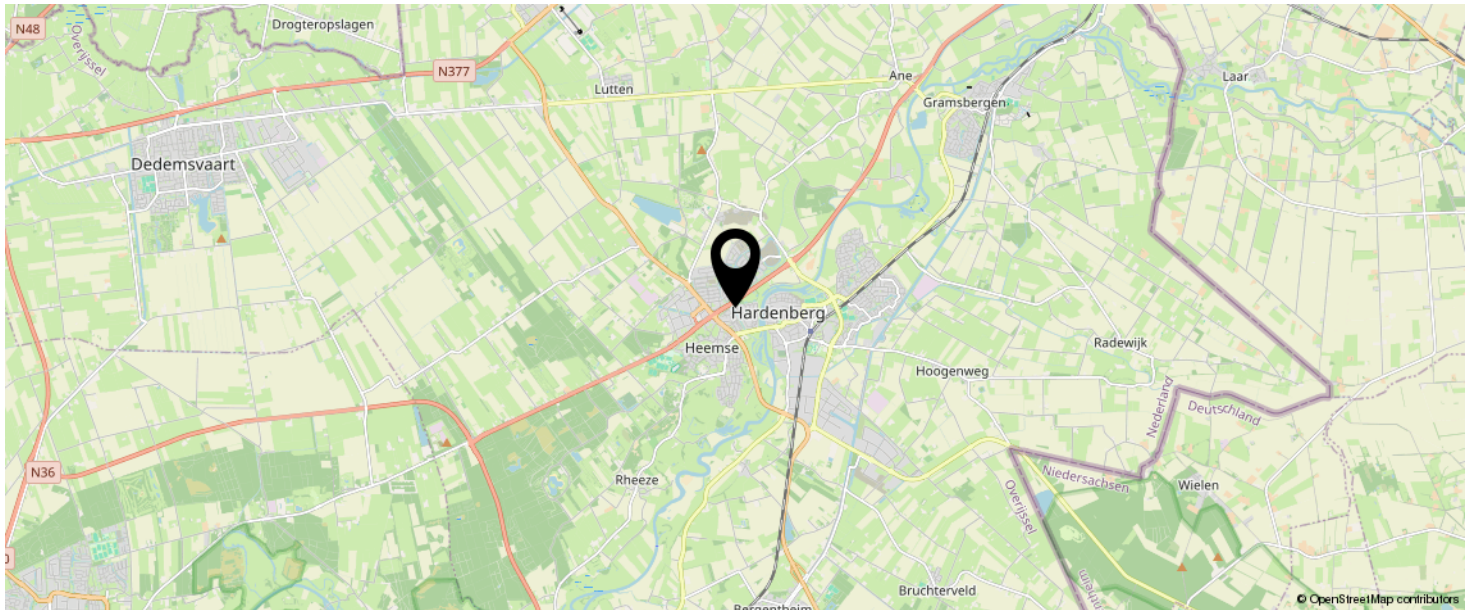 Drogteropslagen
N48
Overijssel
N377
Lutten
Ane
Laar
Gramsbergen
Dedemsvaart
Hardenberg
Heemse
Radewijk
Hoogenweg
Nederland
Deutschland
N36
Rheeze
Niedersachsen
Wielen
Overijssel
Bruchterveld
Bergentheim
© OpenStreetMap contributors